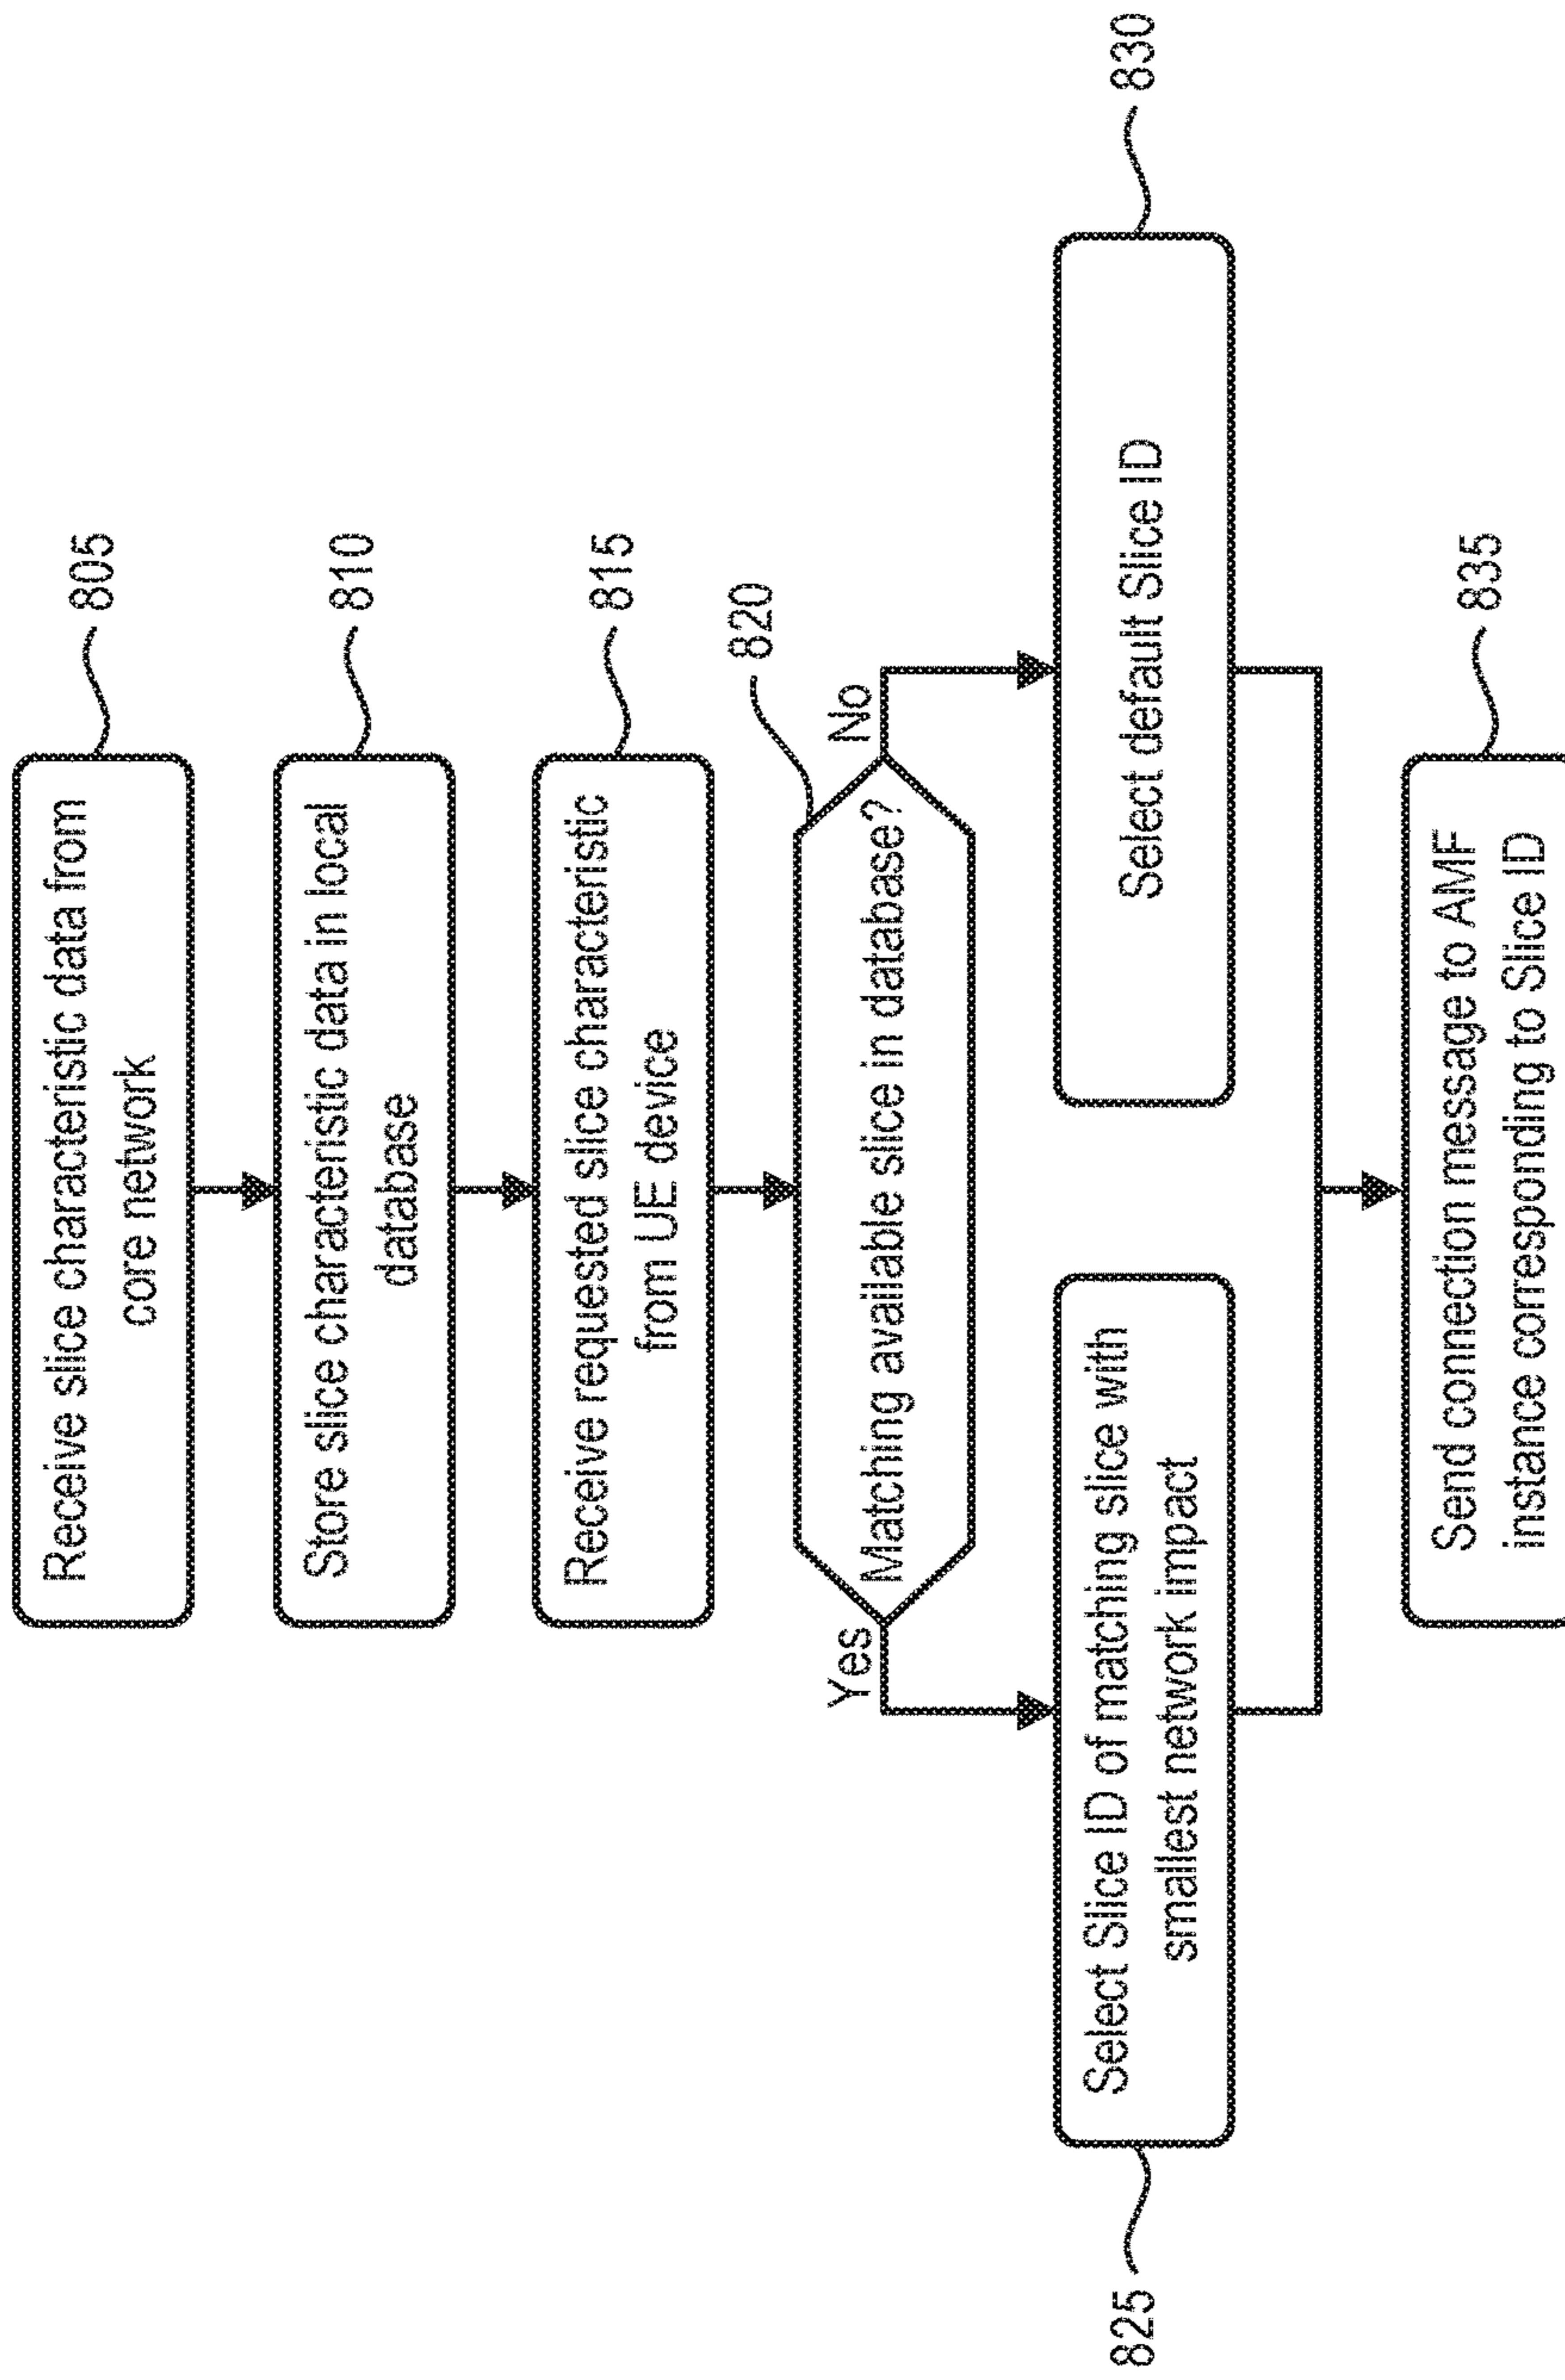 Receive slice characteristic data from
core network
805
Store slice characteristic data in local
database
810
Receive requested slice characteristic
from UE device
815
820
Matching available slice in database?
Yes
No
Select Slice ID of matching slice with
smallest network impact
825
Select default Slice ID
830
Send connection message to AMF
instance corresponding to Slice ID
835